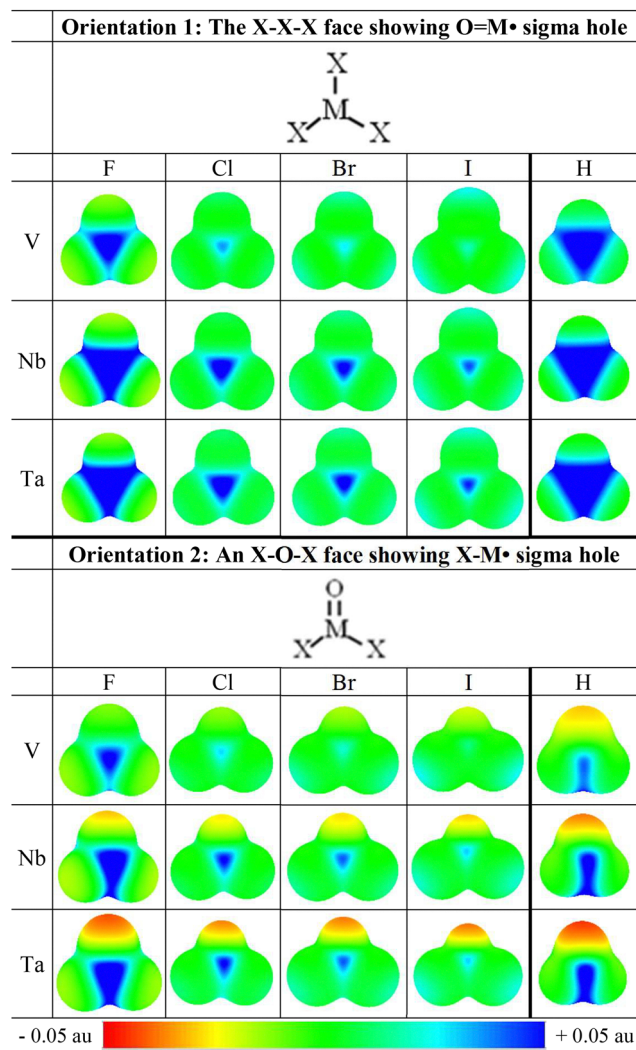 Orientation 1: The X-X-X face showing O=M• sigma hole
X
M
X X
F Cl Br I H
V
Nb
Ta
Orientation 2: An X-O-X face showing X-M• sigma hole
O
M
X X
F Cl Br I H
V
Nb
Ta
- 0.05 au + 0.05 au